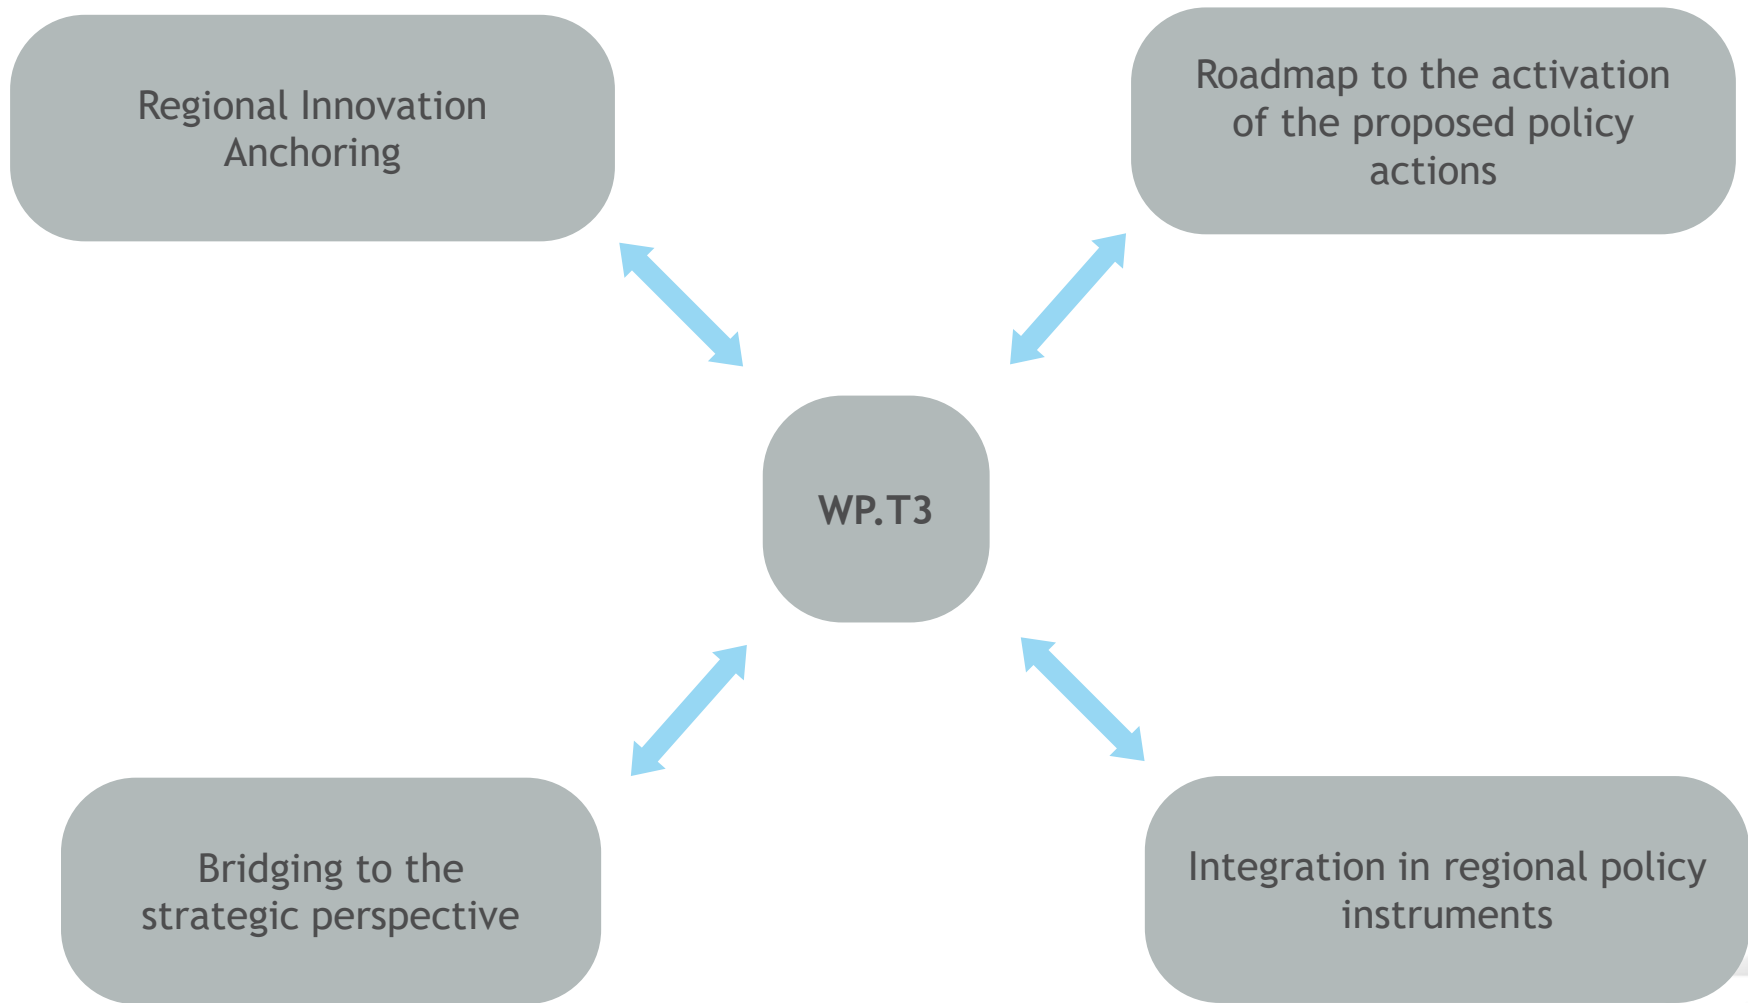 Regional Innovation
Anchoring
Roadmap to the activation
of the proposed policy
actions
WP.T3
Bridging to the
strategic perspective
Integration in regional policy
instruments